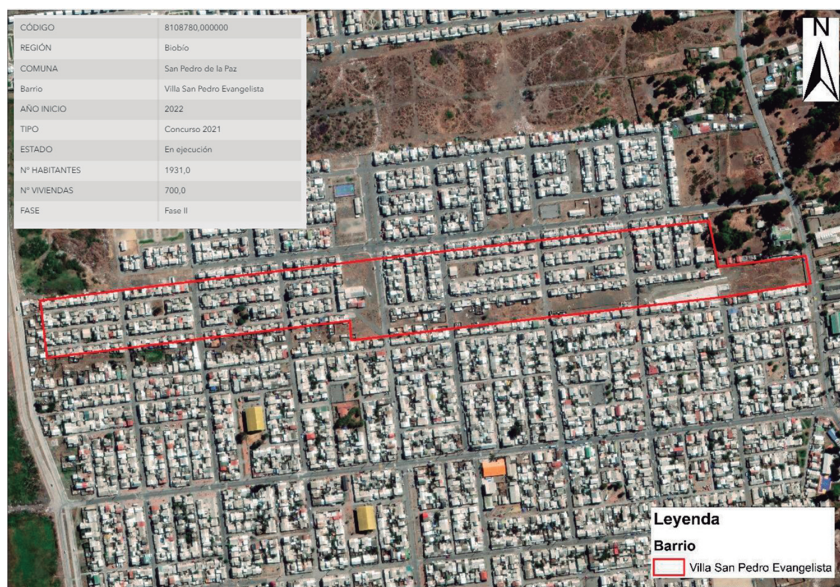 CÓDIGO 8108780,000000
REGIÓN Biobío
COMUNA San Pedro de la Paz
Barrio Villa San Pedro Evangelista
AÑO INICIO 2022
TIPO Concurso 2021
ESTADO En ejecución
N° HABITANTES 1931,0
N° VIVIENDAS 700,0
FASE Fase II
N
Leyenda
Barrio
Villa San Pedro Evangelista